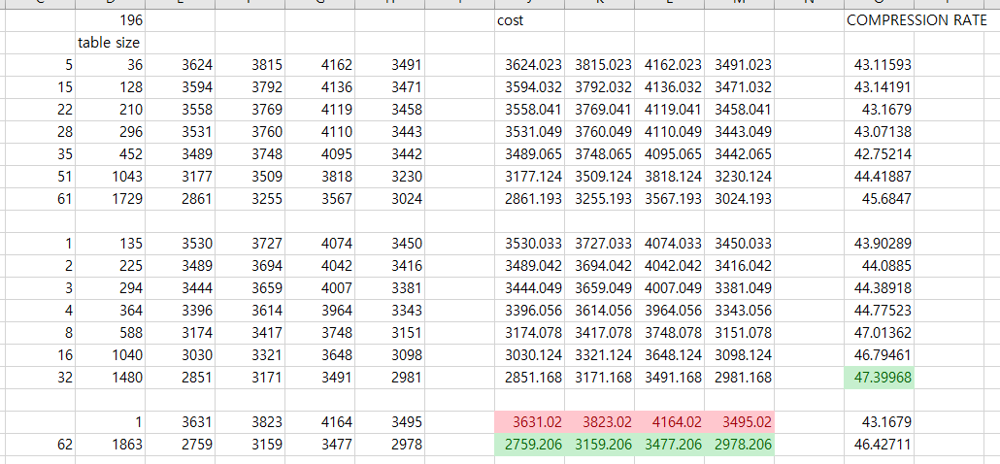 196 cost COMPRESSION RATE
table size
5 36 3624 3815 4162 3491 3624.023 3815.023 4162.023 3491.023 43.11593
15 128 3594 3792 4136 3471 3594.032 3792.032 4136.032 3471.032 43.14191
22 210 3558 3769 4119 3458 3558.041 3769.041 4119.041 3458.041 43.1679
28 296 3531 3760 4110 3443 3531.049 3760.049 4110.049 3443.049 43.07138
35 452 3489 3748 4095 3442 3489.065 3748.065 4095.065 3442.065 42.75214
51 1043 3177 3509 3818 3230 3177.124 3509.124 3818.124 3230.124 44.41887
61 1729 2861 3255 3567 3024 2861.193 3255.193 3567.193 3024.193 45.6847
1 135 3530 3727 4074 3450 3530.033 3727.033 4074.033 3450.033 43.90289
2 225 3489 3694 4042 3416 3489.042 3694.042 4042.042 3416.042 44.0885
3 294 3444 3659 4007 3381 3444.049 3659.049 4007.049 3381.049 44.38918
4 364 3396 3614 3964 3343 3396.056 3614.056 3964.056 3343.056 44.77523
8 588 3174 3417 3748 3151 3174.078 3417.078 3748.078 3151.078 47.01362
16 1040 3030 3321 3648 3098 3030.124 3321.124 3648.124 3098.124 46.79461
32 1480 2851 3171 3491 2981 2851.168 3171.168 3491.168 2981.168 47.39968
1 3631 3823 4164 3495 3631.02 3823.02 4164.02 3495.02 43.1679
62 1863 2759 3159 3477 2978 2759.206 3159.206 3477.206 2978.206 46.42711